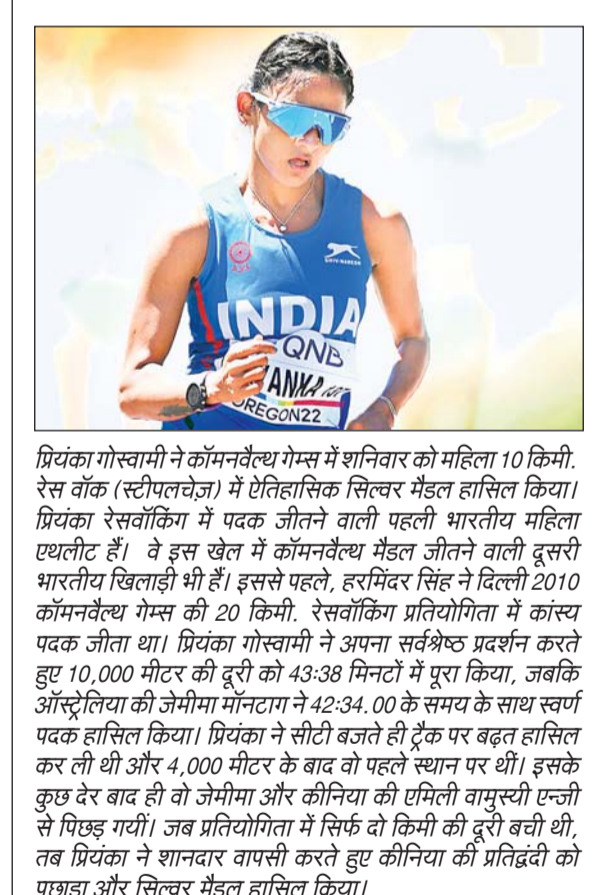 INDIA
QNB
ANKA
OREGON22
प्रियंका गोस्वामी ने कॉमनवैल्थ गेम्स में शनिवार को महिला 10 किमी.
रेस वॉक (स्टीपलचेज़) में ऐतिहासिक सिल्वर मैडल हासिल किया।
प्रियंका रेसवॉकिंग में पदक जीतने वाली पहली भारतीय महिला
एथलीट हैं। वे इस खेल में कॉमनवैल्थ मैडल जीतने वाली दूसरी
भारतीय खिलाड़ी भी हैं। इससे पहले, हरमिंदर सिंह ने दिल्ली 2010
कॉमनवैल्थ गेम्स की 20 किमी. रेसवॉकिंग प्रतियोगिता में कांस्य
पदक जीता था। प्रियंका गोस्वामी ने अपना सर्वश्रेष्ठ प्रदर्शन करते
हुए 10,000 मीटर की दूरी को 43:38 मिनटों में पूरा किया, जबकि
ऑस्ट्रेलिया की जेमीमा मॉनटाग ने 42:34.00 के समय के साथ स्वर्ण
पदक हासिल किया। प्रियंका ने सीटी बजते ही ट्रैक पर बढ़त हासिल
कर ली थी और 4,000 मीटर के बाद वो पहले स्थान पर थीं। इसके
कुछ देर बाद ही वो जेमीमा और कीनिया की एमिली वामुस्यी एन्जी
से पिछड़ गयीं। जब प्रतियोगिता में सिर्फ दो किमी की दूरी बची थी,
तब प्रियंका ने शानदार वापसी करते हुए कीनिया की प्रतिद्वंदी को
पछाड़ा और सिल्वर मैडल हासिल किया।